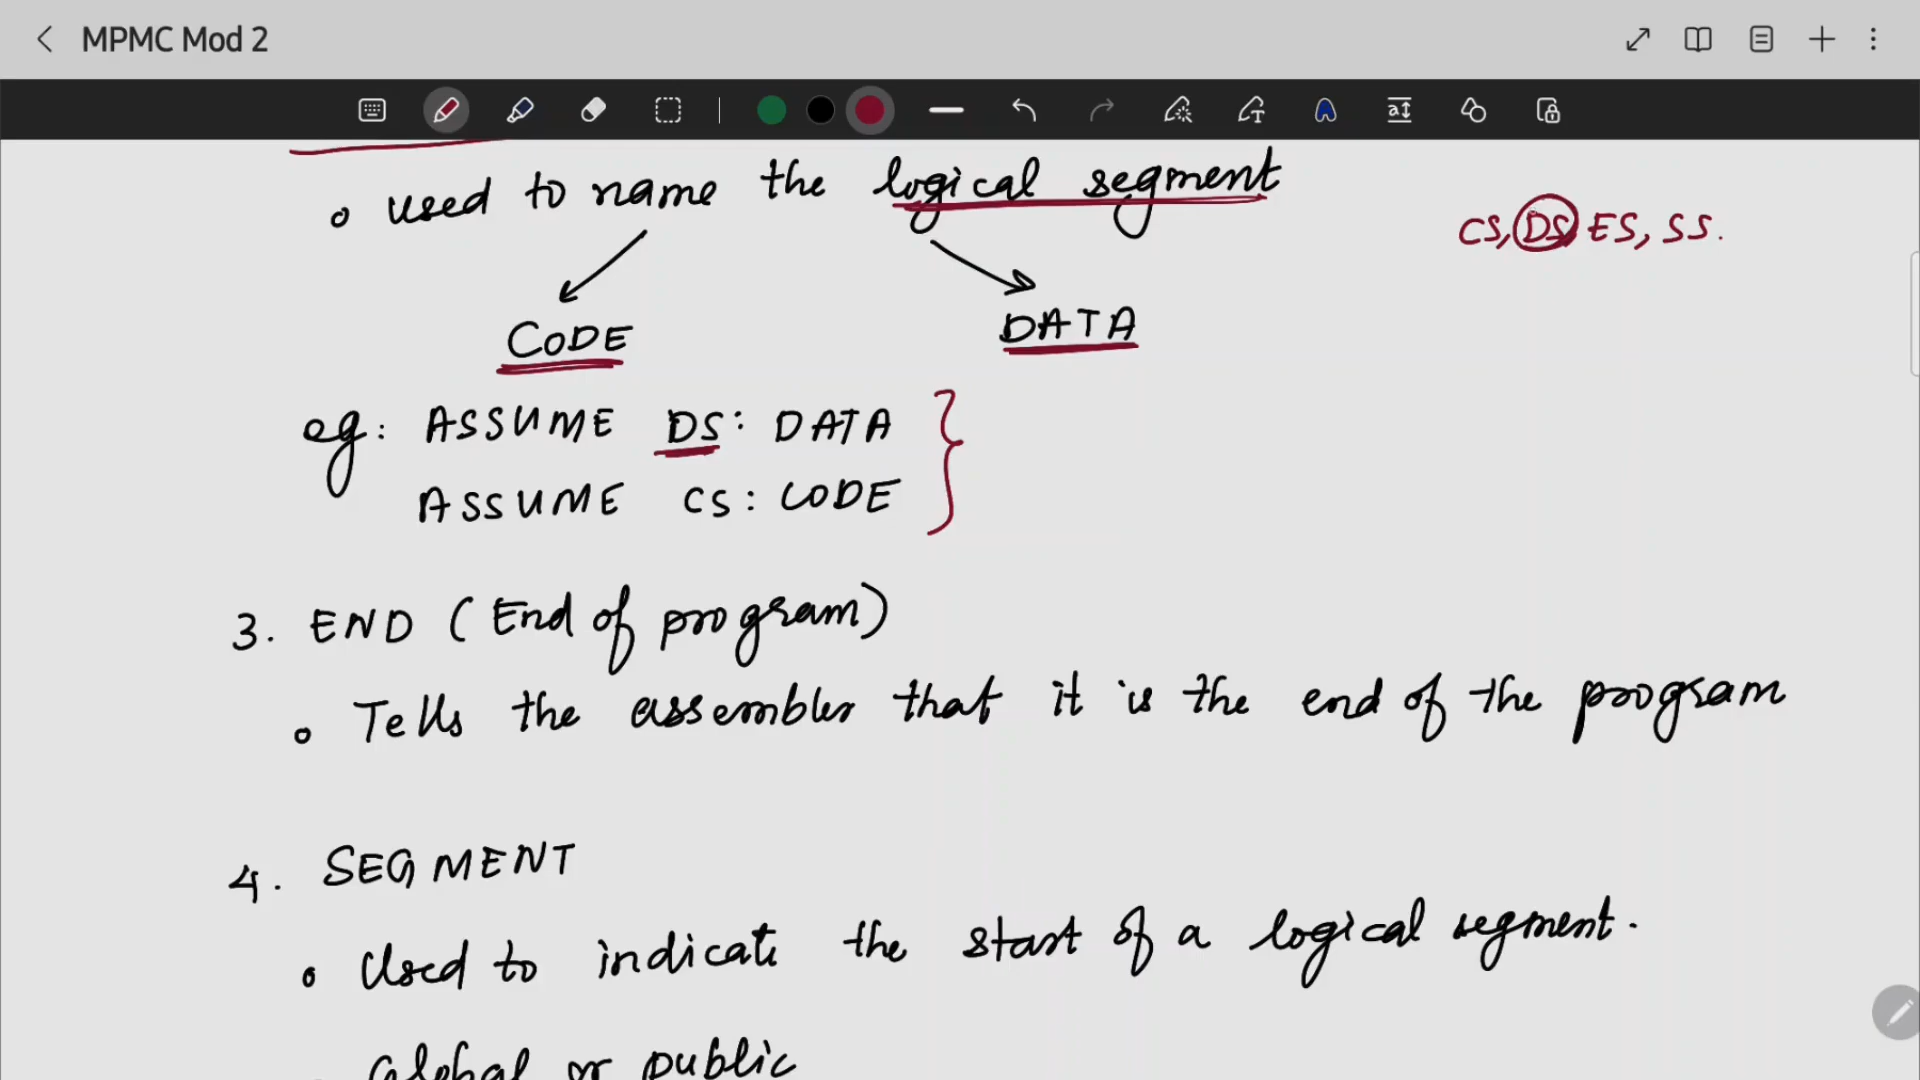 MPMC Mod 2
• used to name the logical segment
CS, DS, ES, SS.
CODE DATA
eg: ASSUME DS: DATA
ASSUME CS: CODE
3. END (End of program)
• Tells the assembler that it is the end of the program
4. SEGMENT
• Used to indicate the start of a logical segment.
Global or public